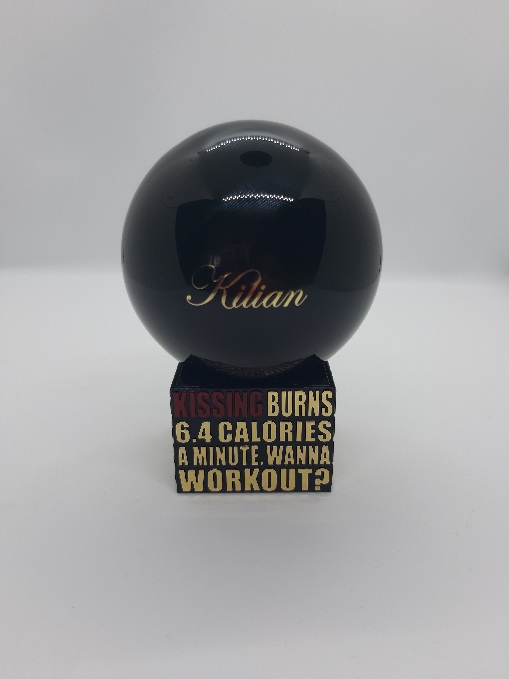 Kilian
KISSING BURNS
6.4 CALORIES
A MINUTE. WANNA
WORKOUT?